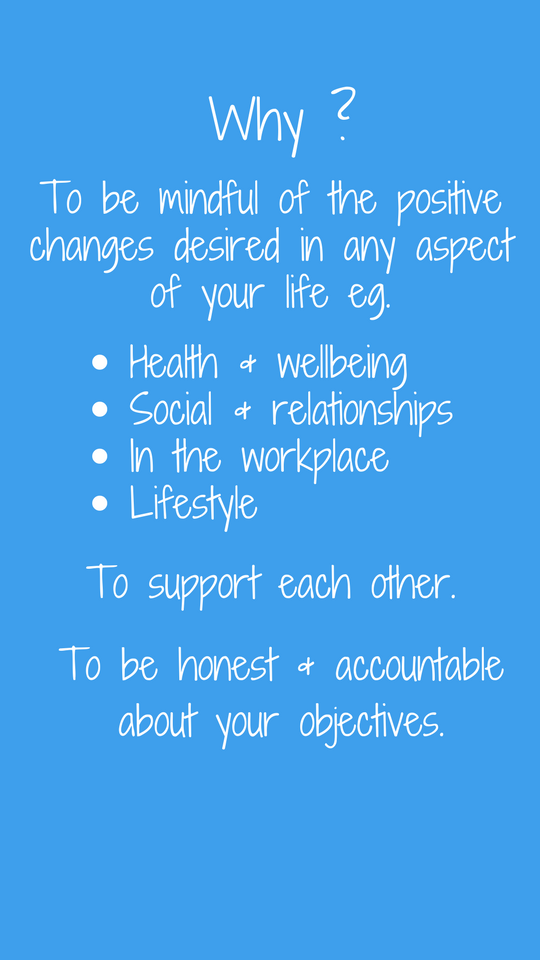 Why ?
To be mindful of the positive
changes desired in any aspect
of your life eg.
• Health & wellbeing
• Social & relationships
• In the workplace
• Lifestyle
To support each other.
To be honest & accountable
about your objectives.